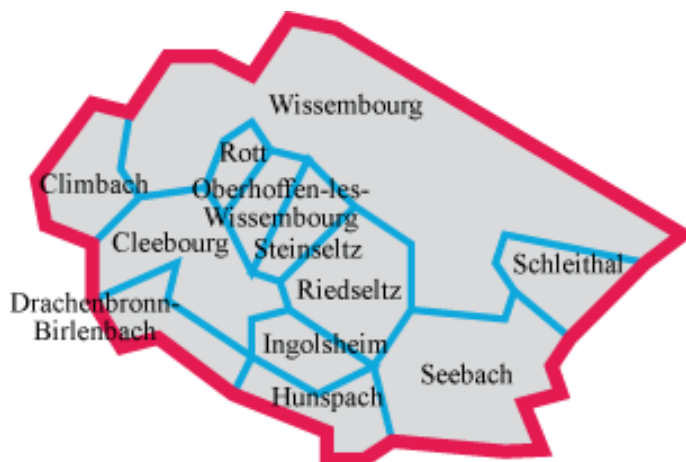 Wissembourg
Rott
Climbach
Oberhoffen-les-
Wissembourg
Cleebourg
Steinseltz
Schleithal
Riedseltz
Drachenbronn-
Birlenbach
Ingolsheim
Seebach
Hunspach